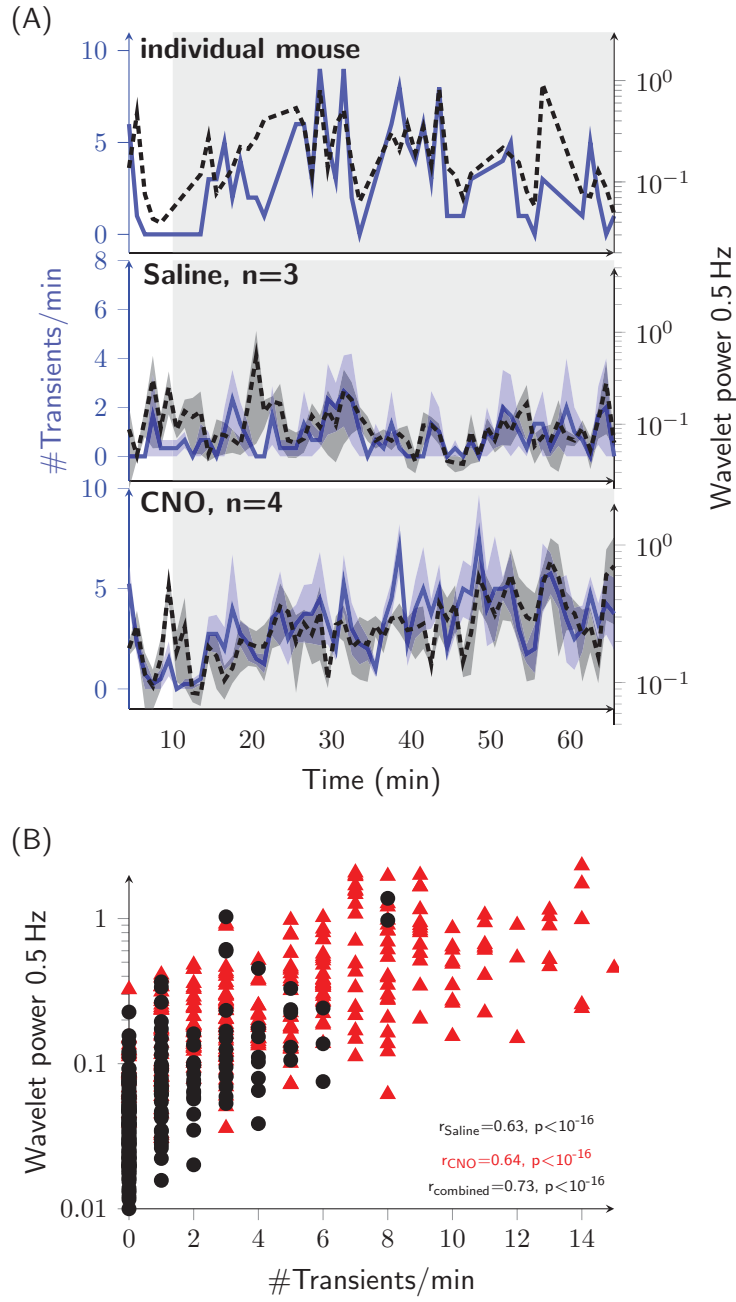 (A)
individual mouse
10
5
0
10^0
10^-1
Saline, n=3
8
6
4
2
0
10^0
10^-1
CNO, n=4
10
5
0
10^0
10^-1
#Transients/min
Wavelet power 0.5 Hz
10 20 30 40 50 60
Time (min)
(B)
1
0.1
0.01
Wavelet power 0.5 Hz
r_Saline=0.63, p<10^-16
r_CNO=0.64, p<10^-16
r_combined=0.73, p<10^-16
0 2 4 6 8 10 12 14
#Transients/min